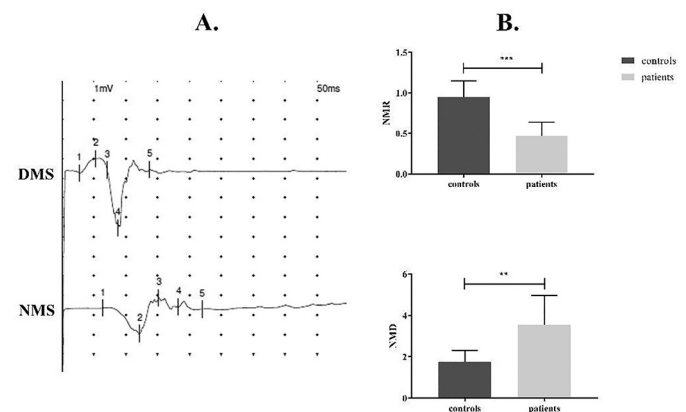 A.
1mV
50ms
DMS
1
2
3
4
5
NMS
1
2
3
4
5
B.
1.5
1.0
0.5
0.0
NMR
***
controls
patients
controls
patients
6
4
2
0
NMD
**
controls
patients